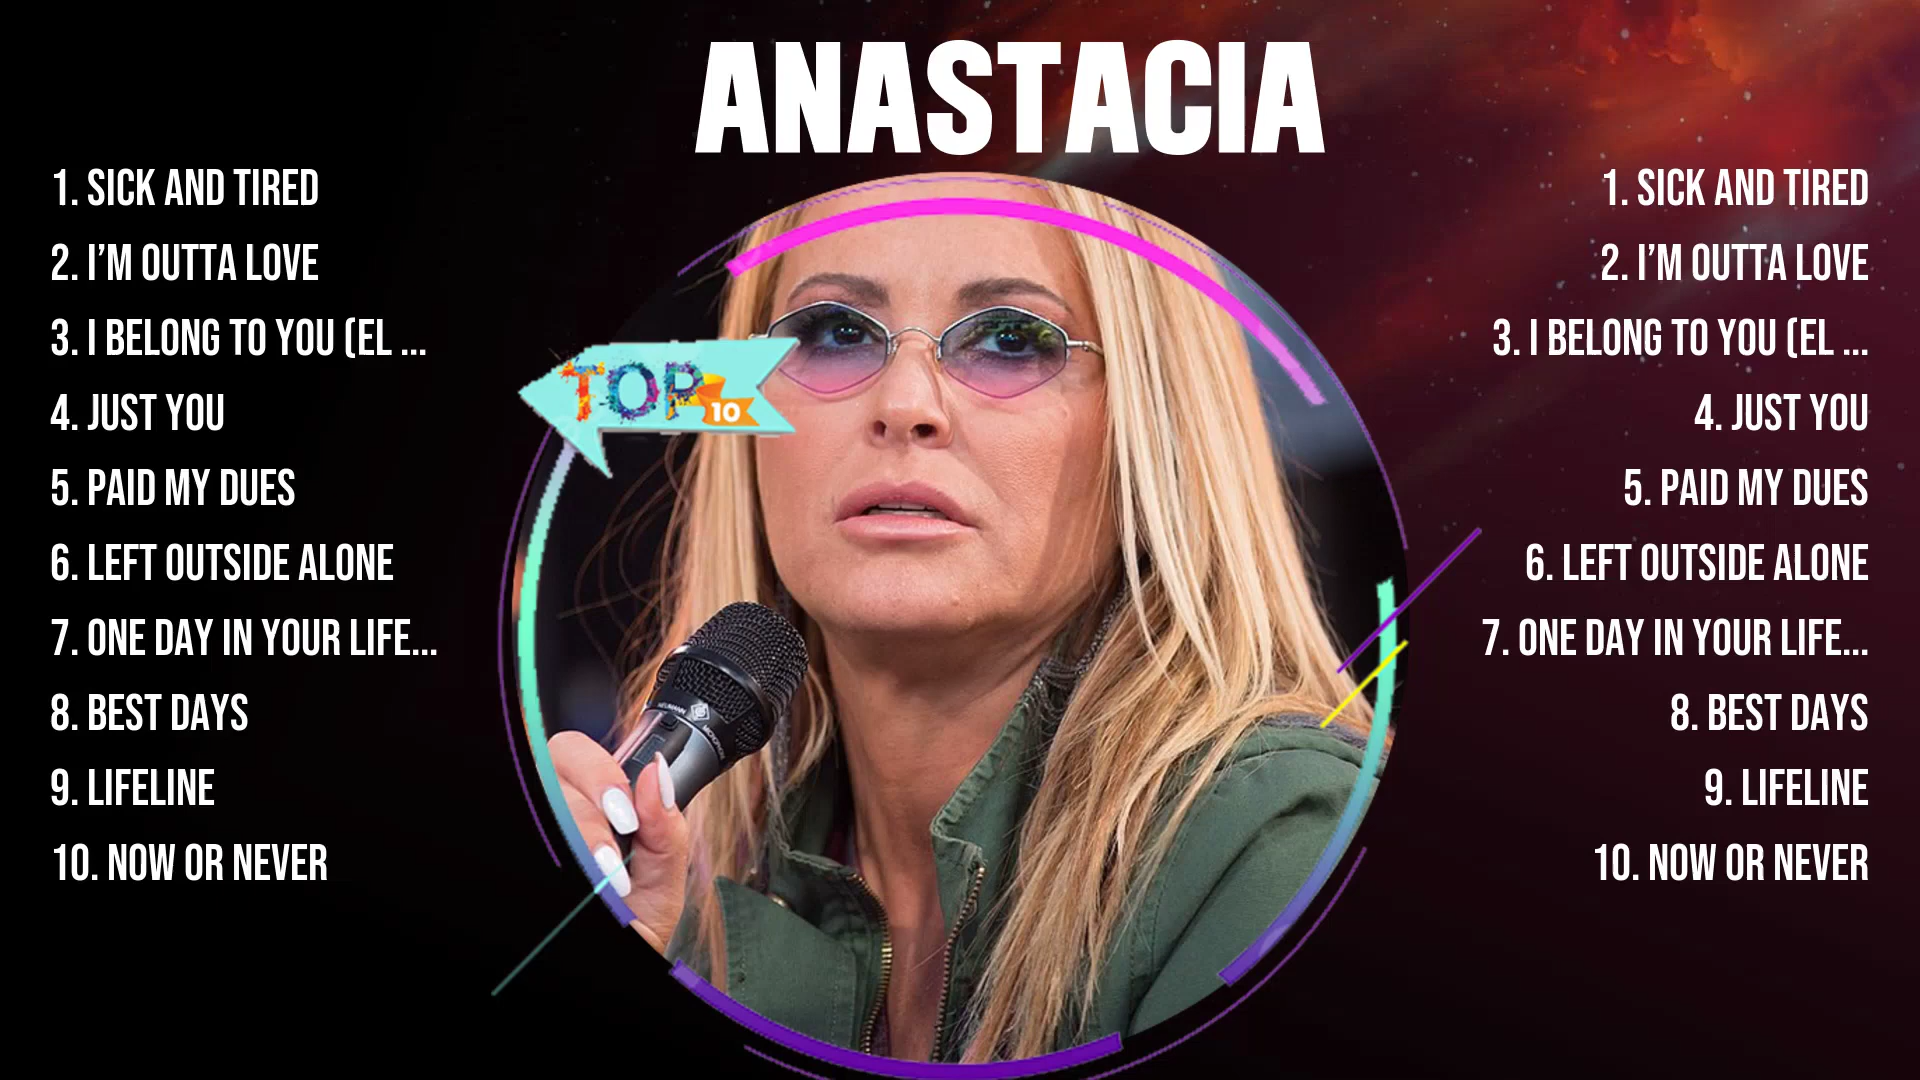 ANASTACIA
1. SICK AND TIRED
2. I’M OUTTA LOVE
3. I BELONG TO YOU (EL ...
4. JUST YOU
5. PAID MY DUES
6. LEFT OUTSIDE ALONE
7. ONE DAY IN YOUR LIFE...
8. BEST DAYS
9. LIFELINE
10. NOW OR NEVER
TOP
10
NEUMANN
1. SICK AND TIRED
2. I’M OUTTA LOVE
3. I BELONG TO YOU (EL ...
4. JUST YOU
5. PAID MY DUES
6. LEFT OUTSIDE ALONE
7. ONE DAY IN YOUR LIFE...
8. BEST DAYS
9. LIFELINE
10. NOW OR NEVER